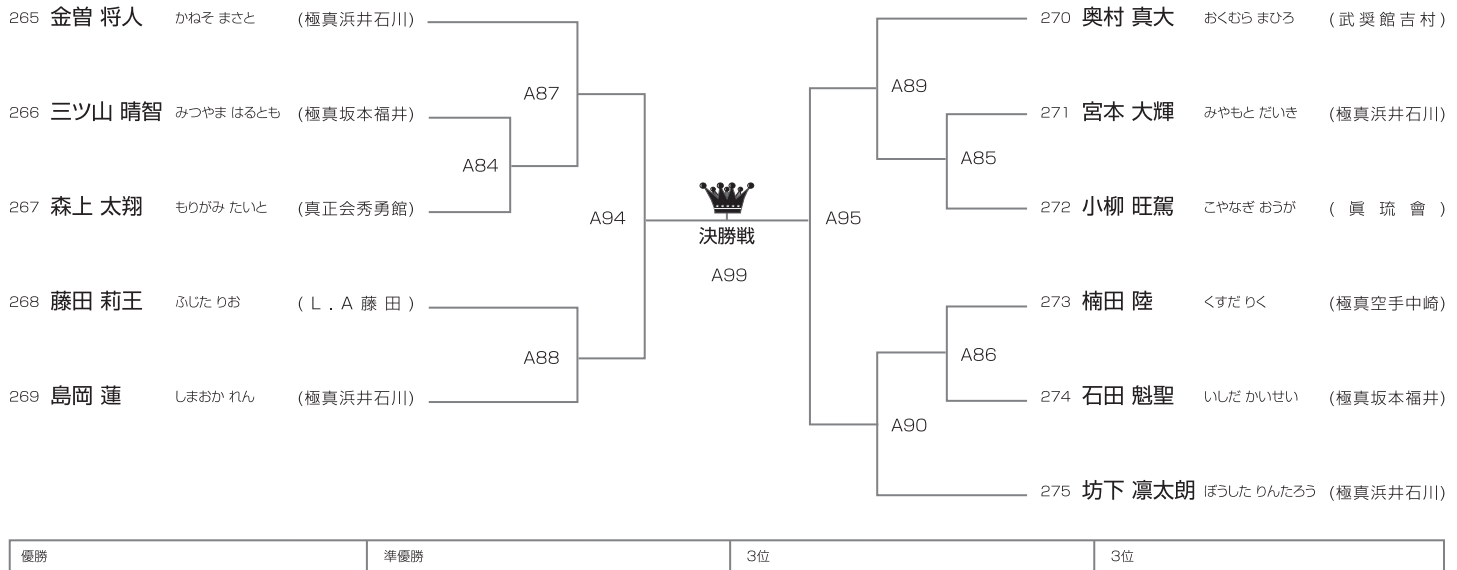 265 金曽 将人 かねそ まさと (極真浜井石川)
266 三ツ山 晴智 みつやま はるとも (極真坂本福井)
267 森上 太翔 もりがみ たいと (真正会秀勇館)
268 藤田 莉王 ふじた りお (L.A藤田)
269 島岡 蓮 しまおか れん (極真浜井石川)
A87
A84
A94
A88
決勝戦
A99
A95
A89
A85
A86
A90
270 奥村 真大 おくむら まひろ (武奨館吉村)
271 宮本 大輝 みやもと だいき (極真浜井石川)
272 小柳 旺駕 こやなぎ おうが (眞琉會)
273 楠田 陸 くすだ りく (極真空手中崎)
274 石田 魁聖 いしだ かいせい (極真坂本福井)
275 坊下 凛太朗 ぼうした りんたろう (極真浜井石川)
優勝 準優勝 3位 3位